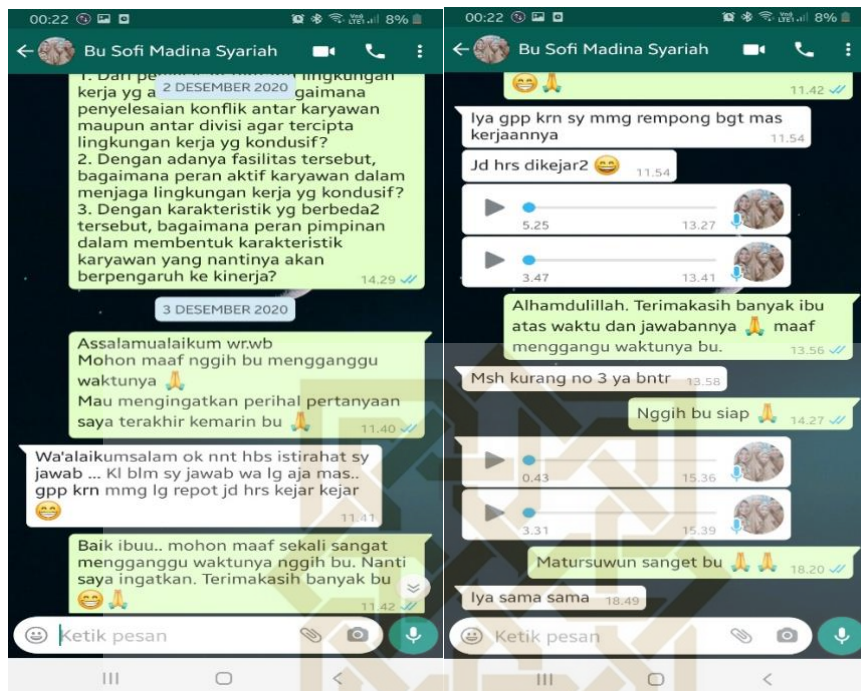 00:22
8%
Bu Sofi Madina Syariah
2 DESEMBER 2020
kerja yg
penyelesaian konflik antar karyawan
maupun antar divisi agar tercipta
lingkungan kerja yg kondusif?
2. Dengan adanya fasilitas tersebut,
bagaimana peran aktif karyawan dalam
menjaga lingkungan kerja yg kondusif?
3. Dengan karakteristik yg berbeda2
tersebut, bagaimana peran pimpinan
dalam membentuk karakteristik
karyawan yang nantinya akan
berpengaruh ke kinerja?
14.29
3 DESEMBER 2020
Assalamualaikum wr.wb
Mohon maaf nggih bu mengganggu
waktunya 🙏
Mau mengingatkan perihal pertanyaan
saya terakhir kemarin bu 🙏
11.40
Wa'alaikumsalam ok nnt hbs istirahat sy
jawab ... Kl blm sy jawab wa lg aja mas..
gpp krn mmg lg repot jd hrs kejar kejar
😁
11.41
Baik ibuu.. mohon maaf sekali sangat
mengganggu waktunya nggih bu. Nanti
saya ingatkan. Terimakasih banyak bu
😁🙏
11.42
Ketik pesan
00:22
8%
Bu Sofi Madina Syariah
😁🙏
11.42
Iya gpp krn sy mmg rempong bgt mas
kerjaannya
11.54
Jd hrs dikejar2 😄
11.54
5.25
13.27
3.47
13.41
Alhamdulillah. Terimakasih banyak ibu
atas waktu dan jawabannya 🙏 maaf
menggangu waktunya bu.
13.56
Msh kurang no 3 ya bntr
13.58
Nggih bu siap 🙏
14.27
0.43
15.36
3.31
15.39
Matursuwun sanget bu 🙏 🙏
18.20
Iya sama sama
18.49
Ketik pesan